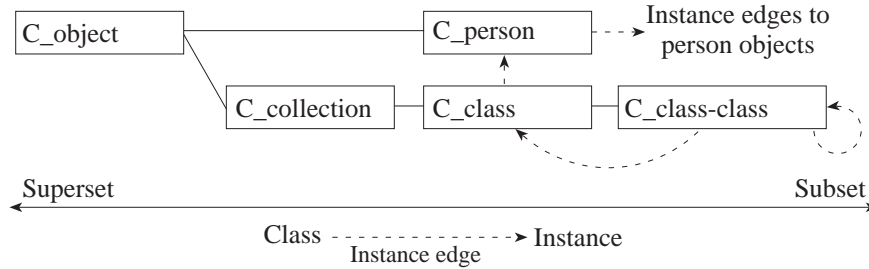 C_object
C_person
Instance edges to
person objects
C_collection
C_class
C_class-class
Superset
Subset
Class
Instance
Instance edge